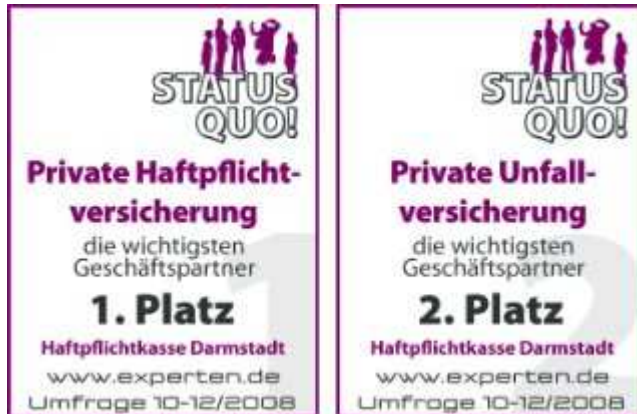 STATUS
QUO!
Private Haftpflicht-
versicherung
die wichtigsten
Geschäftspartner
1. Platz
Haftpflichtkasse Darmstadt
www.experten.de
Umfrage 10-12/2008
STATUS
QUO!
Private Unfall-
versicherung
die wichtigsten
Geschäftspartner
2. Platz
Haftpflichtkasse Darmstadt
www.experten.de
Umfrage 10-12/2008